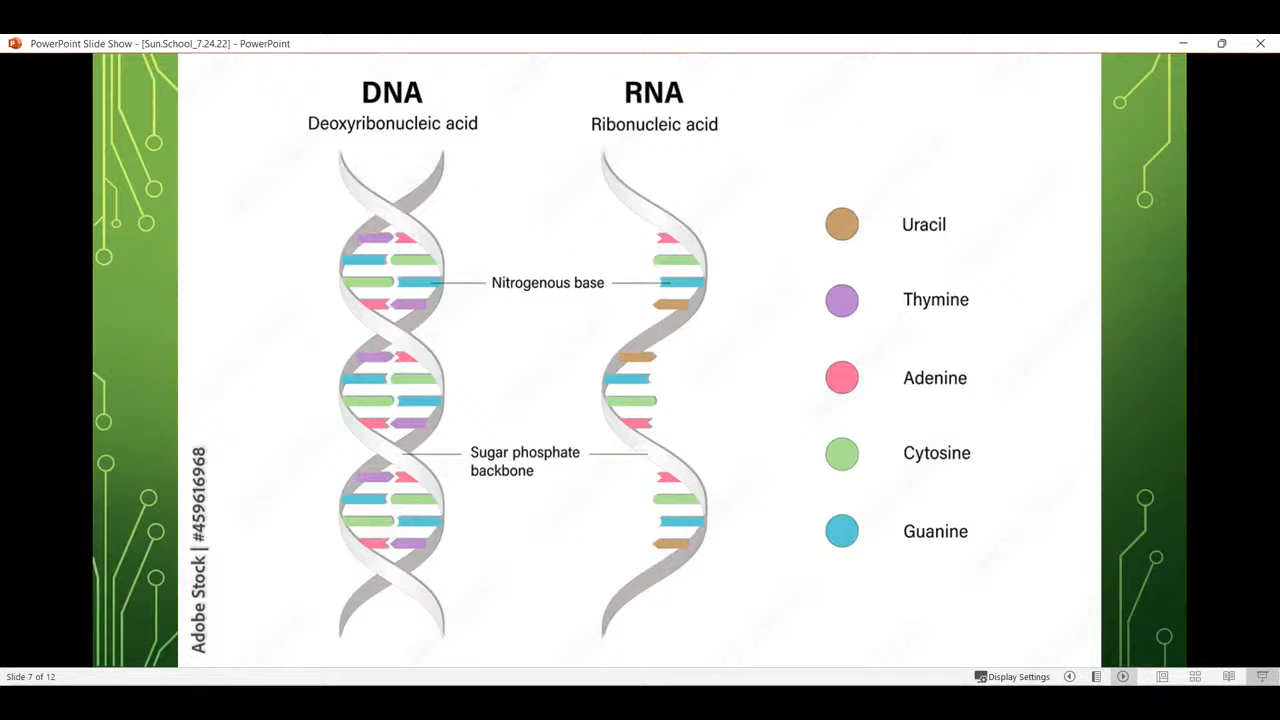 PowerPoint Slide Show - [Sun.School_7.24.22] - PowerPoint
DNA
Deoxyribonucleic acid
RNA
Ribonucleic acid
Nitrogenous base
Sugar phosphate
backbone
Uracil
Thymine
Adenine
Cytosine
Guanine
Adobe Stock | #459616968
Slide 7 of 12
Display Settings